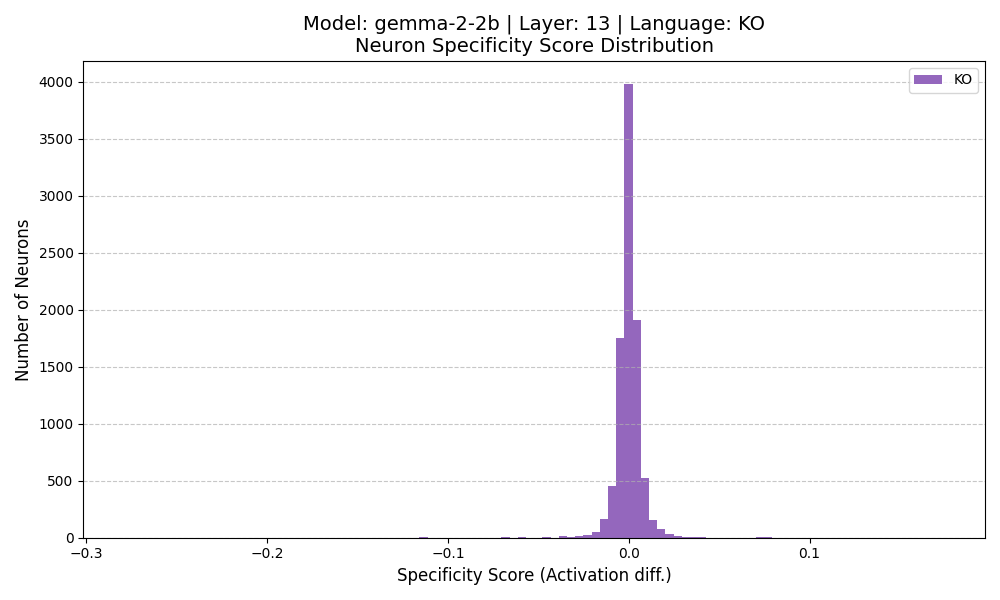 Model: gemma-2-2b | Layer: 13 | Language: KO
Neuron Specificity Score Distribution
KO
Number of Neurons
4000
3500
3000
2500
2000
1500
1000
500
0
−0.3
−0.2
−0.1
0.0
0.1
Specificity Score (Activation diff.)